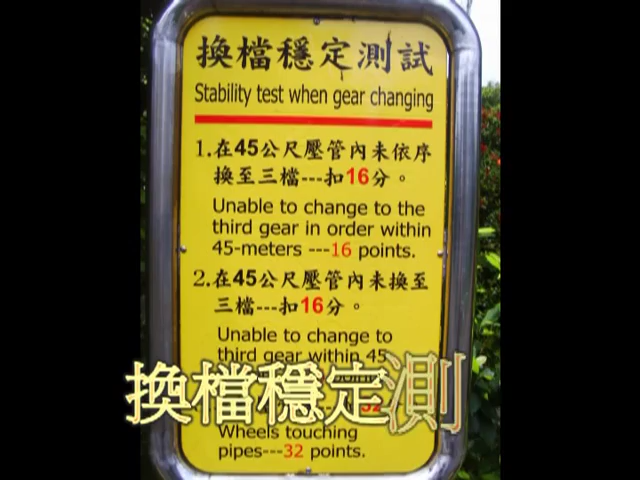 換檔穩定測試
Stability test when gear changing
1.在45公尺壓管內未依序
換至三檔---扣16分。
Unable to change to the
third gear in order within
45-meters ---16 points.
2.在45公尺壓管內未換至
三檔---扣16分。
Unable to change to
third gear within 45
換檔穩定測
32
Wheels touching
pipes---32 points.